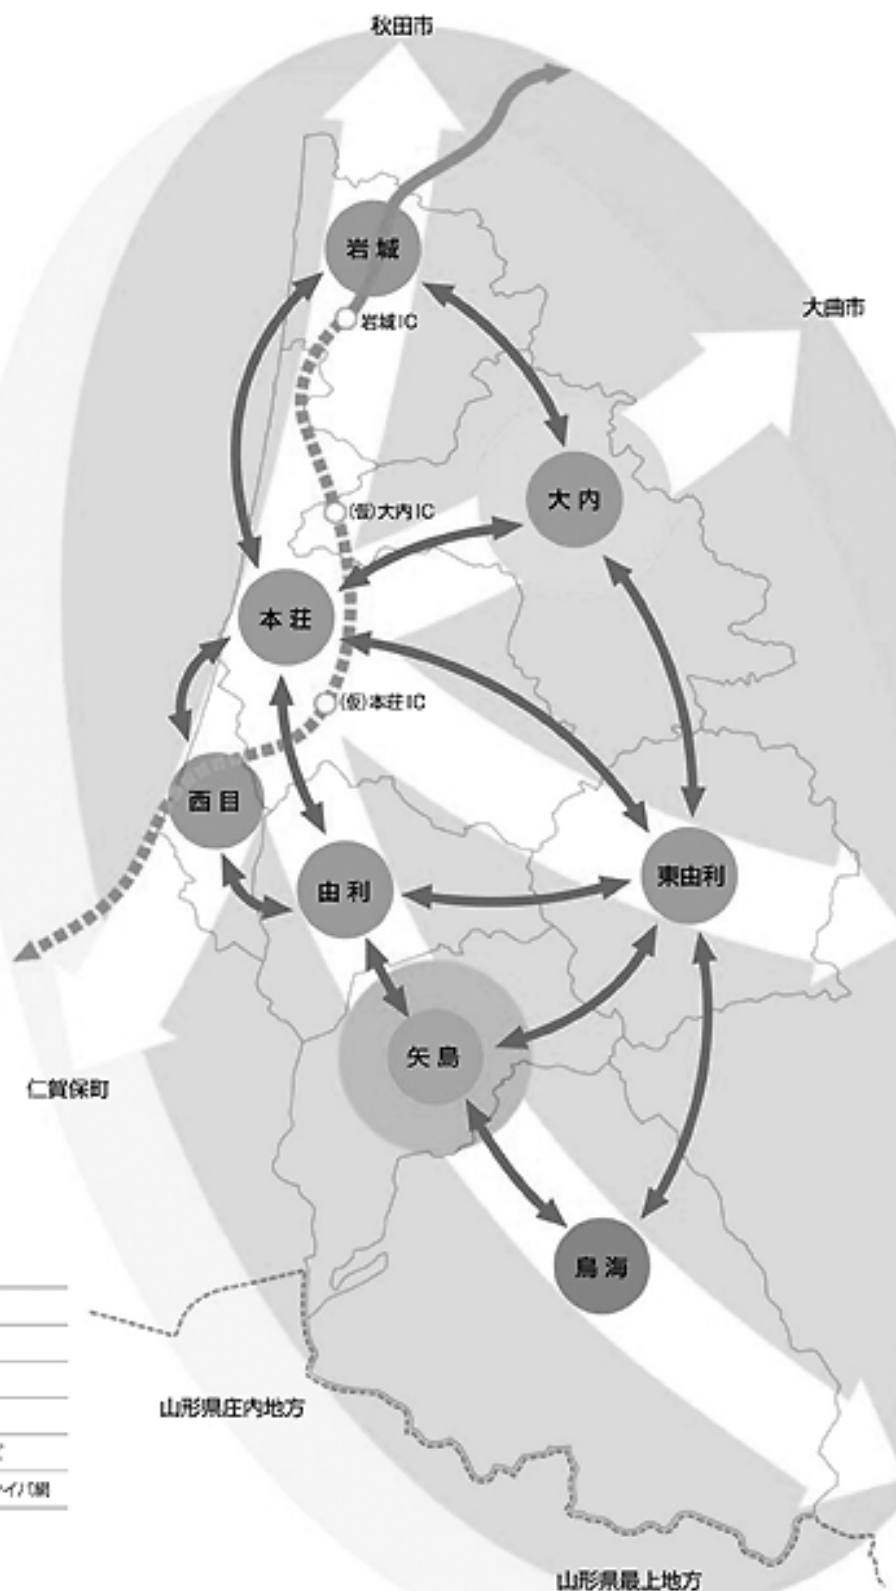 秋田市
岩城
大曲市
岩城IC
大内
(仮)大内IC
本荘
(仮)本荘IC
西目
東由利
由利
矢島
仁賀保町
鳥海
山形県庄内地方
山形県最上地方